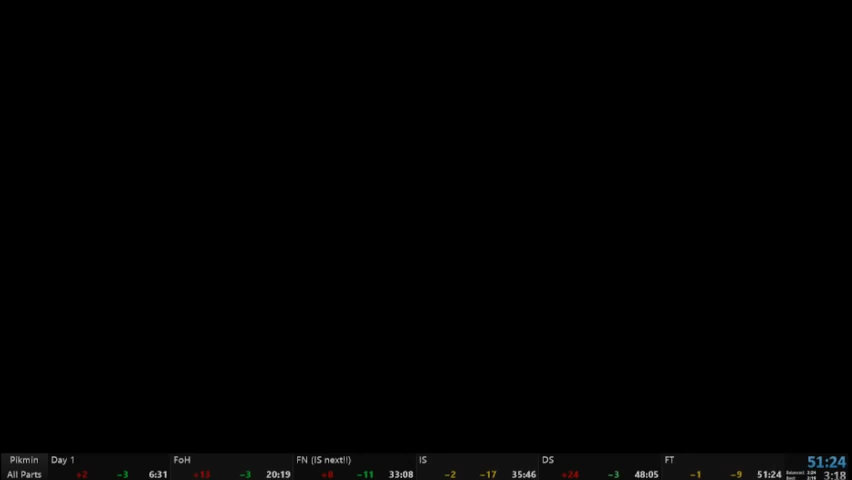 Pikmin
All Parts
Day 1
+2 -3 6:31
FoH
+13 -3 20:19
FN (IS next!!)
+8 -11 33:08
IS
-2 -17 35:46
DS
+24 -3 48:05
FT
-1 -9 51:24
51:24
3:18